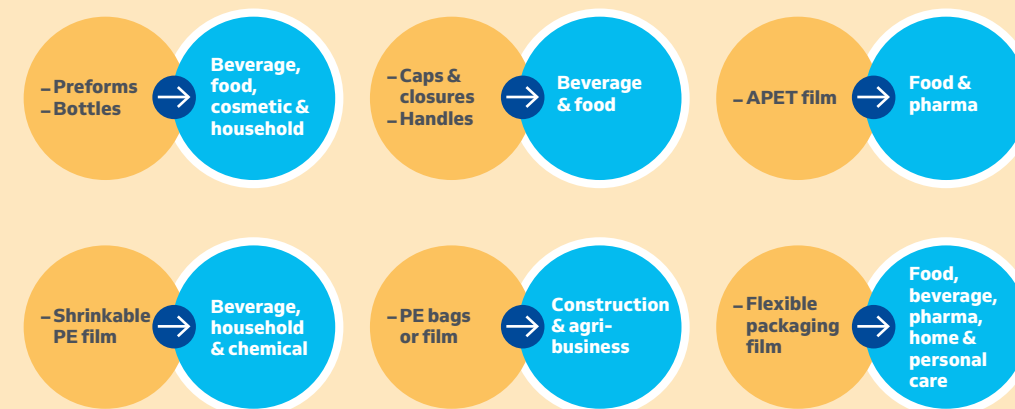 – Preforms
– Bottles
Beverage,
food,
cosmetic &
household
– Caps &
closures
– Handles
Beverage
& food
– APET film
Food &
pharma
– Shrinkable
PE film
Beverage,
household
& chemical
– PE bags
or film
Construction
& agri-
business
– Flexible
packaging
film
Food,
beverage,
pharma,
home &
personal
care